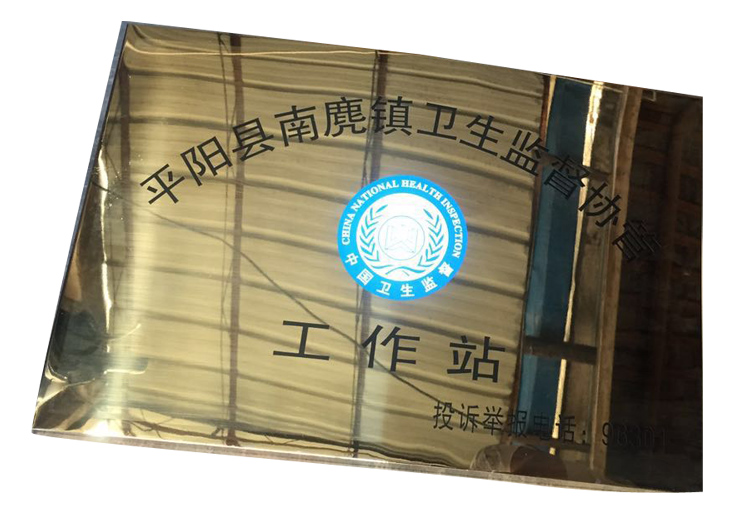 平阳县南麂镇卫生监督协管
CHINA NATIONAL HEALTH INSPECTION
中国卫生监督
工作站
投诉举报电话: